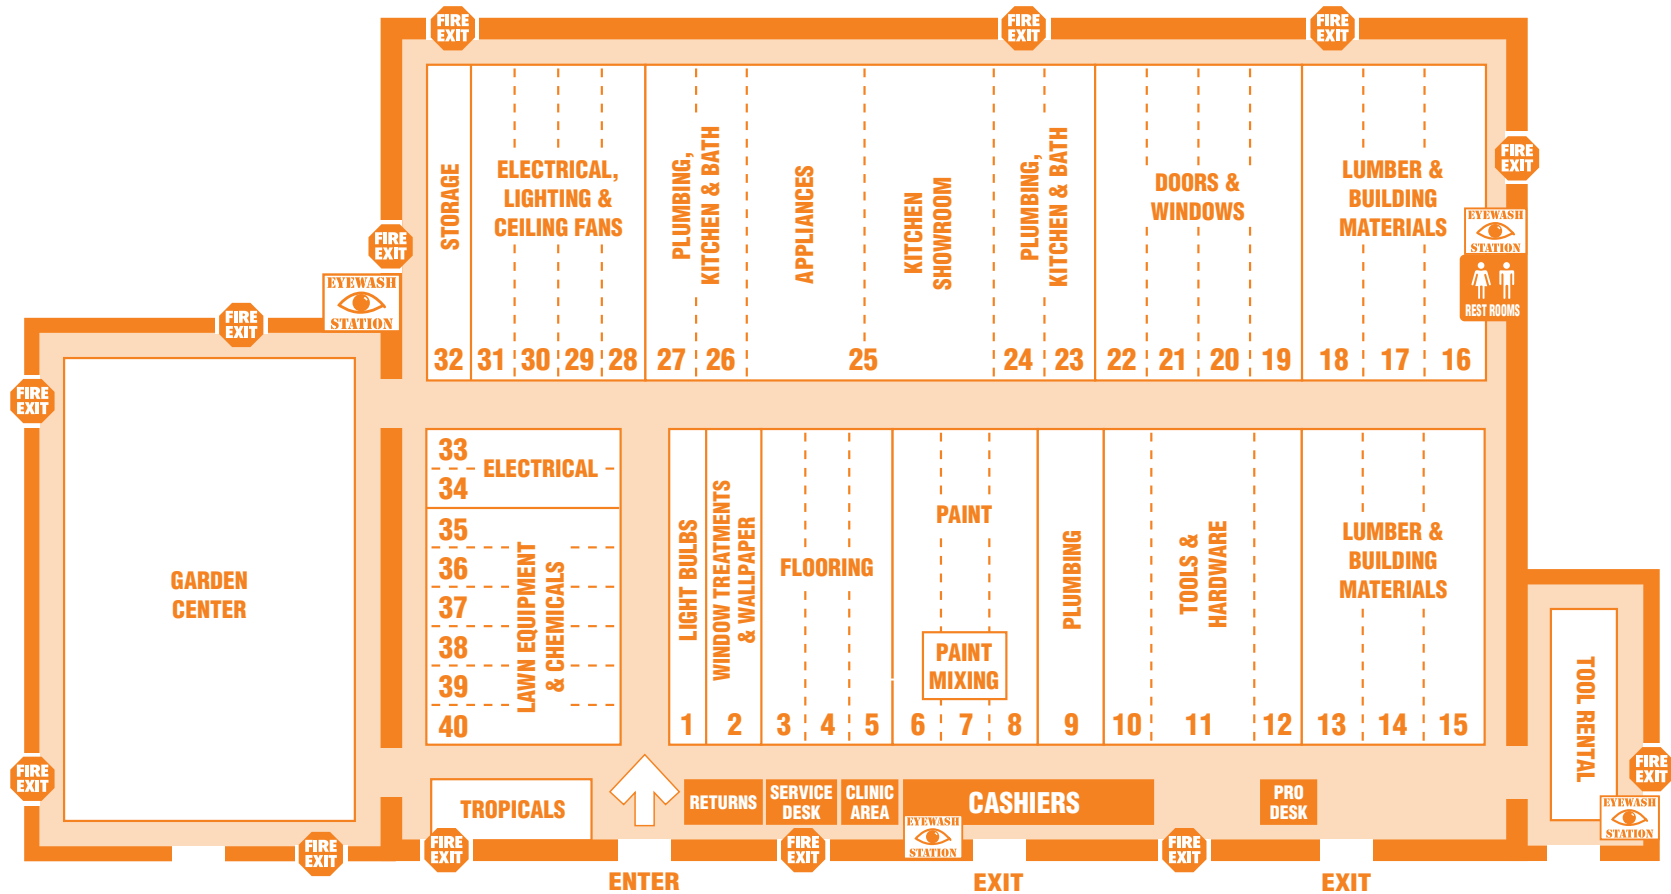 FIRE
EXIT
FIRE
EXIT
FIRE
EXIT
FIRE
EXIT
FIRE
EXIT
FIRE
EXIT
FIRE
EXIT
FIRE
EXIT
FIRE
EXIT
FIRE
EXIT
FIRE
EXIT
FIRE
EXIT
FIRE
EXIT
EYEWASH
STATION
EYEWASH
STATION
REST ROOMS
STORAGE
ELECTRICAL,
LIGHTING &
CEILING FANS
PLUMBING,
KITCHEN & BATH
APPLIANCES
KITCHEN
SHOWROOM
PLUMBING,
KITCHEN & BATH
DOORS &
WINDOWS
LUMBER &
BUILDING
MATERIALS
32 31 30 29 28 27 26 25 24 23 22 21 20 19 18 17 16
GARDEN
CENTER
33
ELECTRICAL
34
35
36
37
38
39
40
LAWN EQUIPMENT
& CHEMICALS
LIGHT BULBS
WINDOW TREATMENTS
& WALLPAPER
FLOORING
PAINT
PAINT
MIXING
PLUMBING
TOOLS &
HARDWARE
LUMBER &
BUILDING
MATERIALS
1 2 3 4 5 6 7 8 9 10 11 12 13 14 15
TOOL RENTAL
TROPICALS
RETURNS
SERVICE
DESK
CLINIC
AREA
CASHIERS
PRO
DESK
EYEWASH
STATION
EYEWASH
STATION
ENTER
EXIT
EXIT